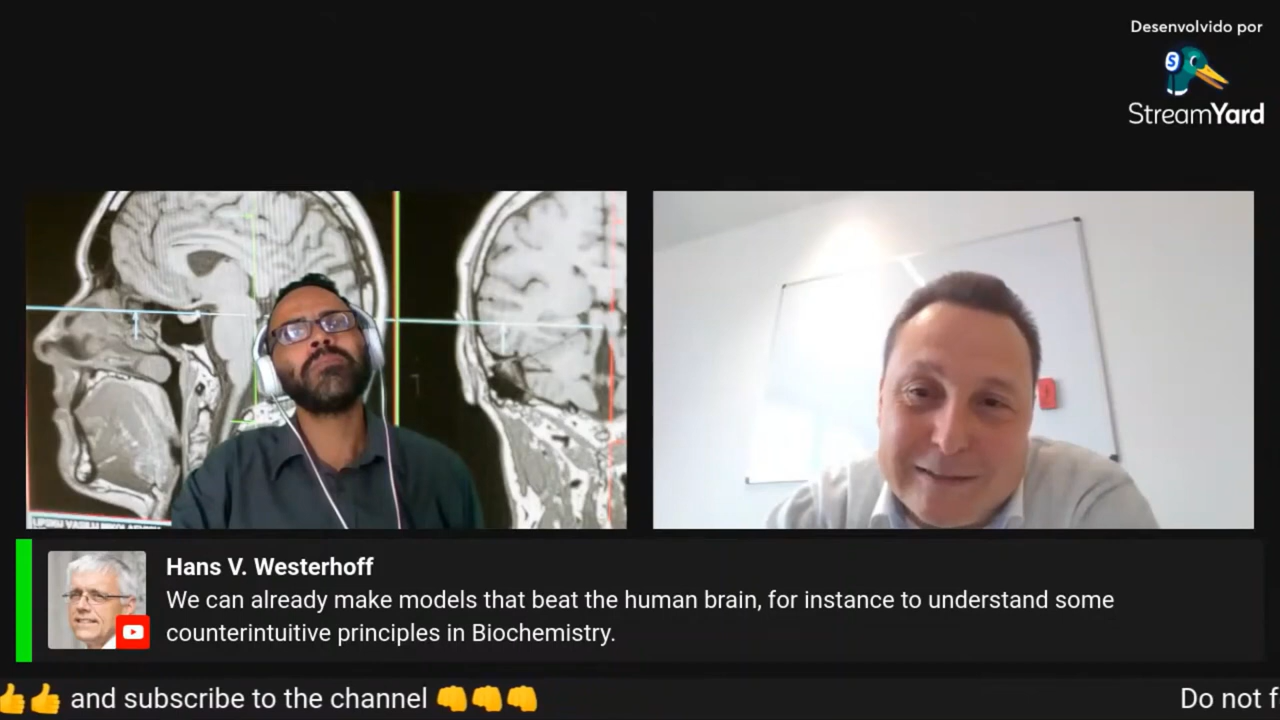 Desenvolvido por
StreamYard
Hans V. Westerhoff
We can already make models that beat the human brain, for instance to understand some
counterintuitive principles in Biochemistry.
👍👍 and subscribe to the channel 👊👊👊
Do not f